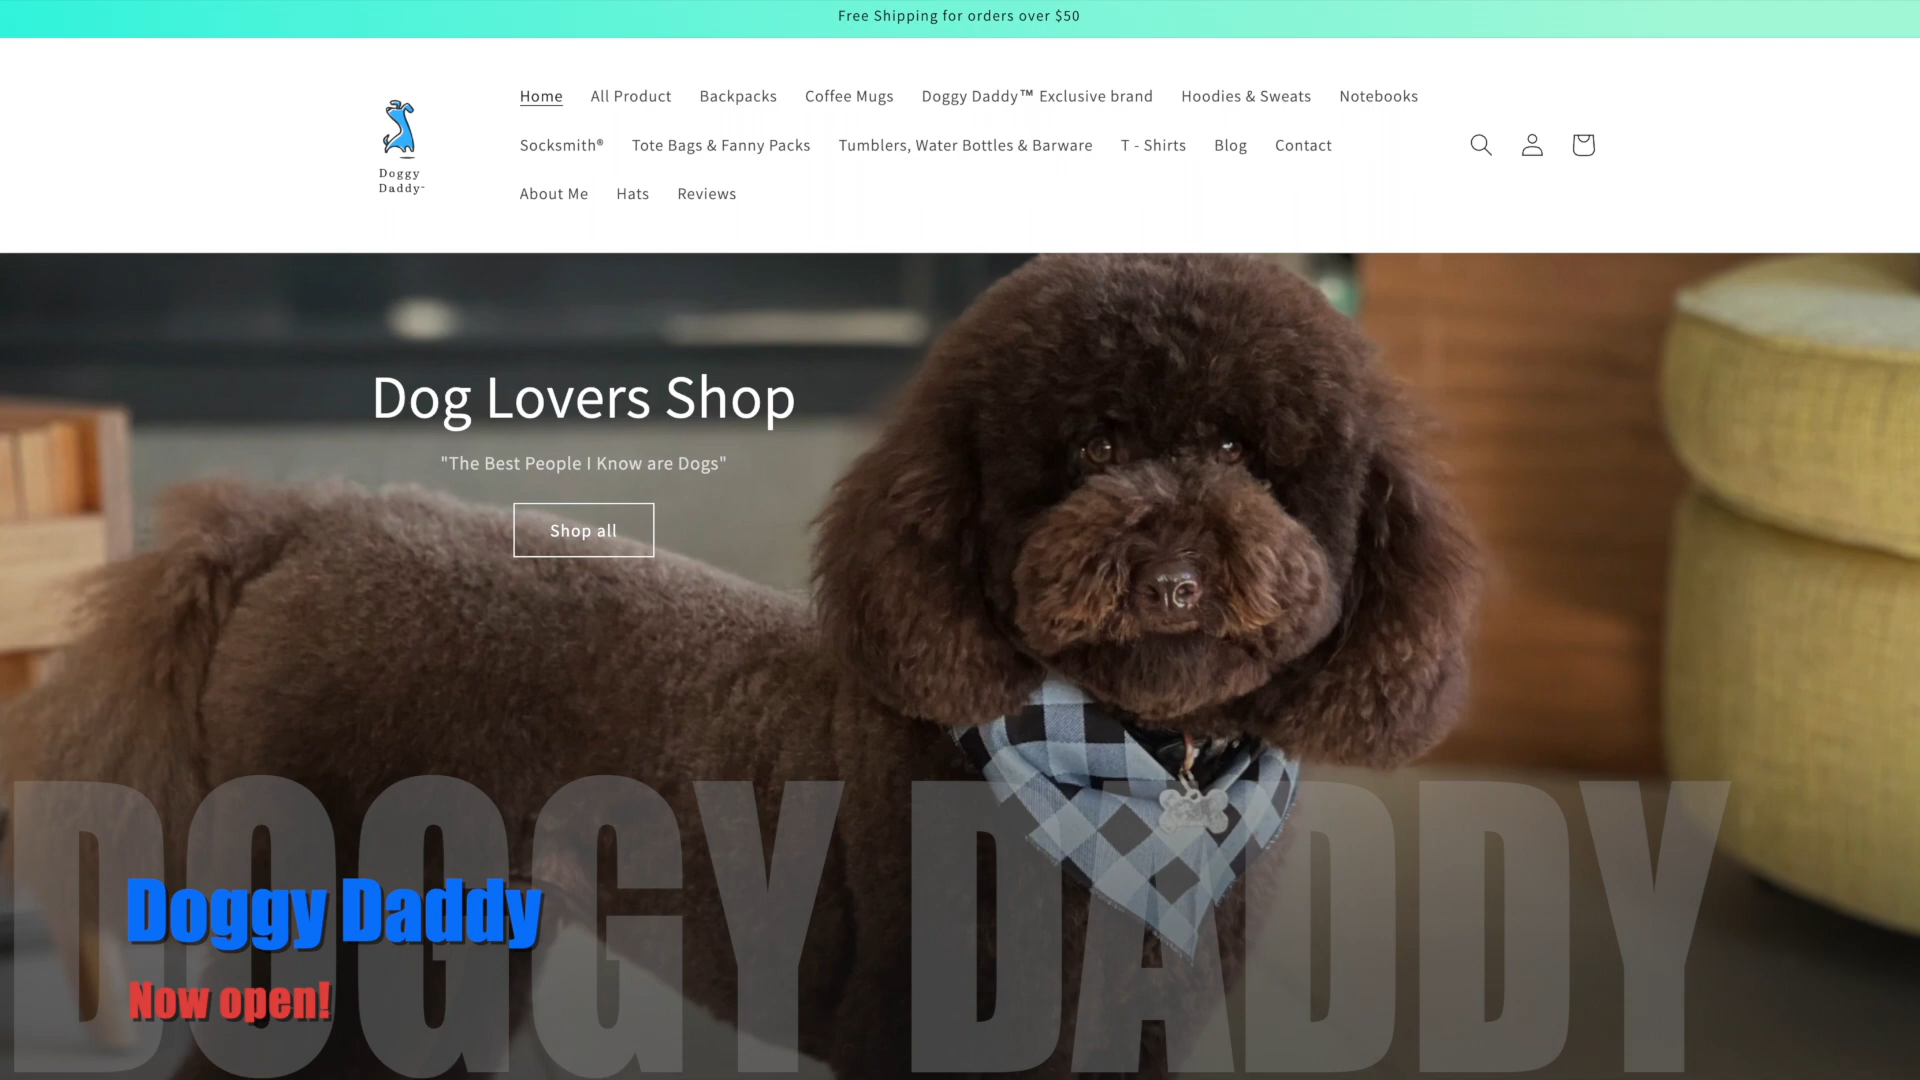 Free Shipping for orders over $50
Doggy
Daddy™
Home All Product Backpacks Coffee Mugs Doggy Daddy™ Exclusive brand Hoodies & Sweats Notebooks
Socksmith® Tote Bags & Fanny Packs Tumblers, Water Bottles & Barware T - Shirts Blog Contact
About Me Hats Reviews
Dog Lovers Shop
"The Best People I Know are Dogs"
Shop all
DOGGY DADDY
Doggy Daddy
Now open!